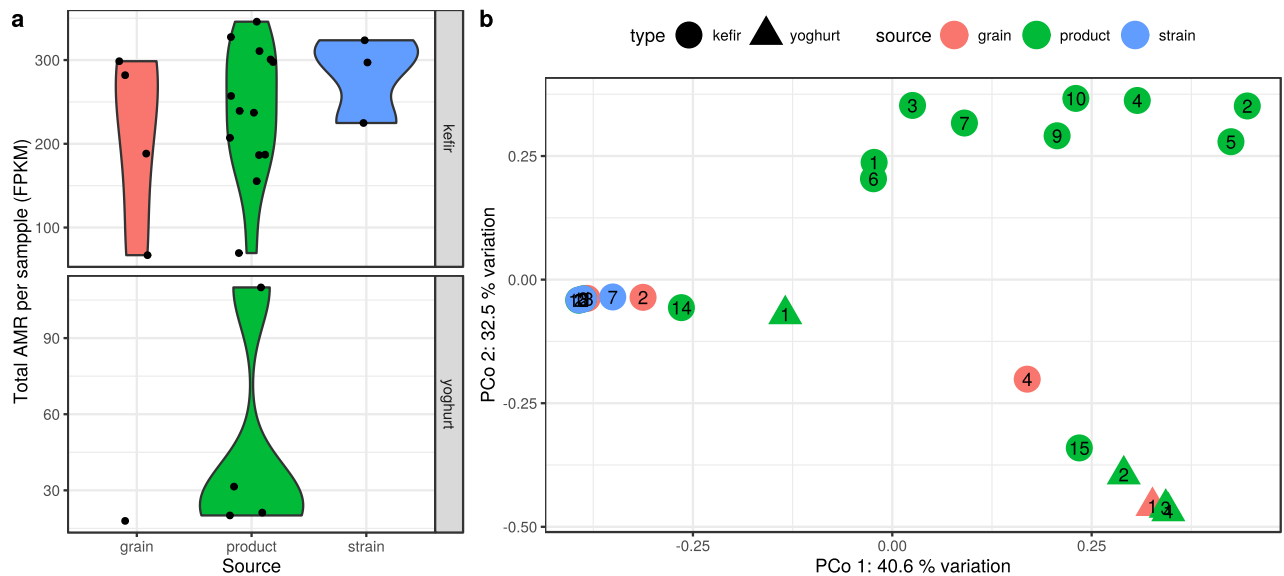 a
Total AMR per sampple (FPKM)
300
200
100
kefir
90
60
30
yoghurt
grain product strain
Source
b
type kefir yoghurt source grain product strain
PCo 2: 32.5 % variation
0.25
0.00
-0.25
-0.50
3 7 10 4 2
9 5
1
6
7 2 14 1
4
15
2
1 3
4
-0.25 0.00 0.25
PCo 1: 40.6 % variation